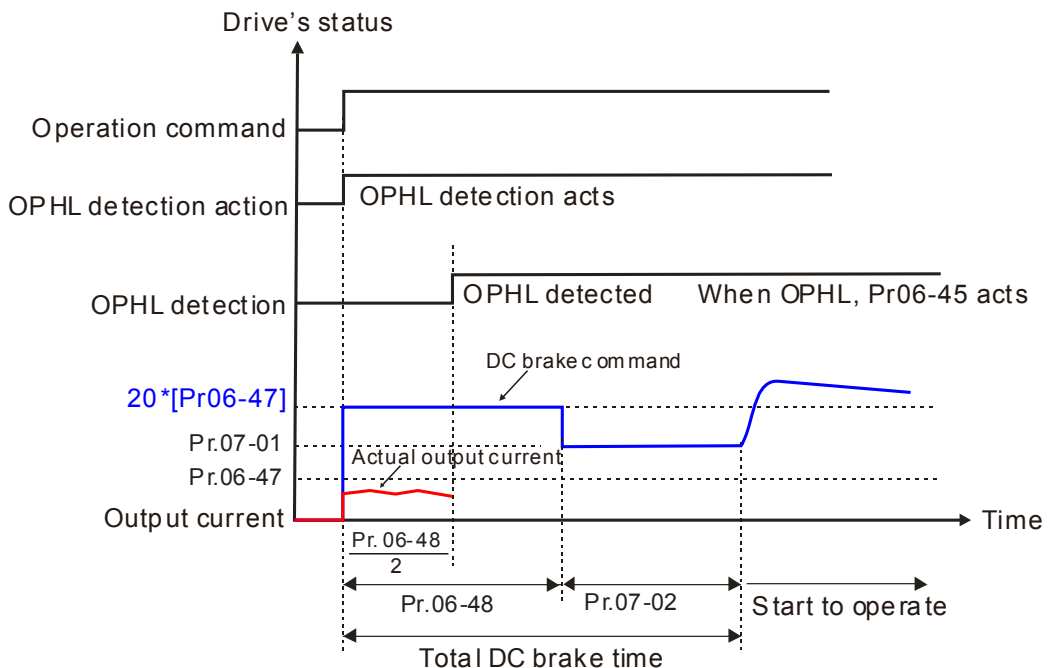 Drive's status
Operation command
OPHL detection action
OPHL detection acts
OPHL detection
OPHL detected
When OPHL, Pr06-45 acts
DC brake command
20*[Pr06-47]
Pr.07-01
Actual output current
Pr.06-47
Output current
Time
Pr. 06-48
2
Pr.06-48
Pr.07-02
Start to operate
Total DC brake time